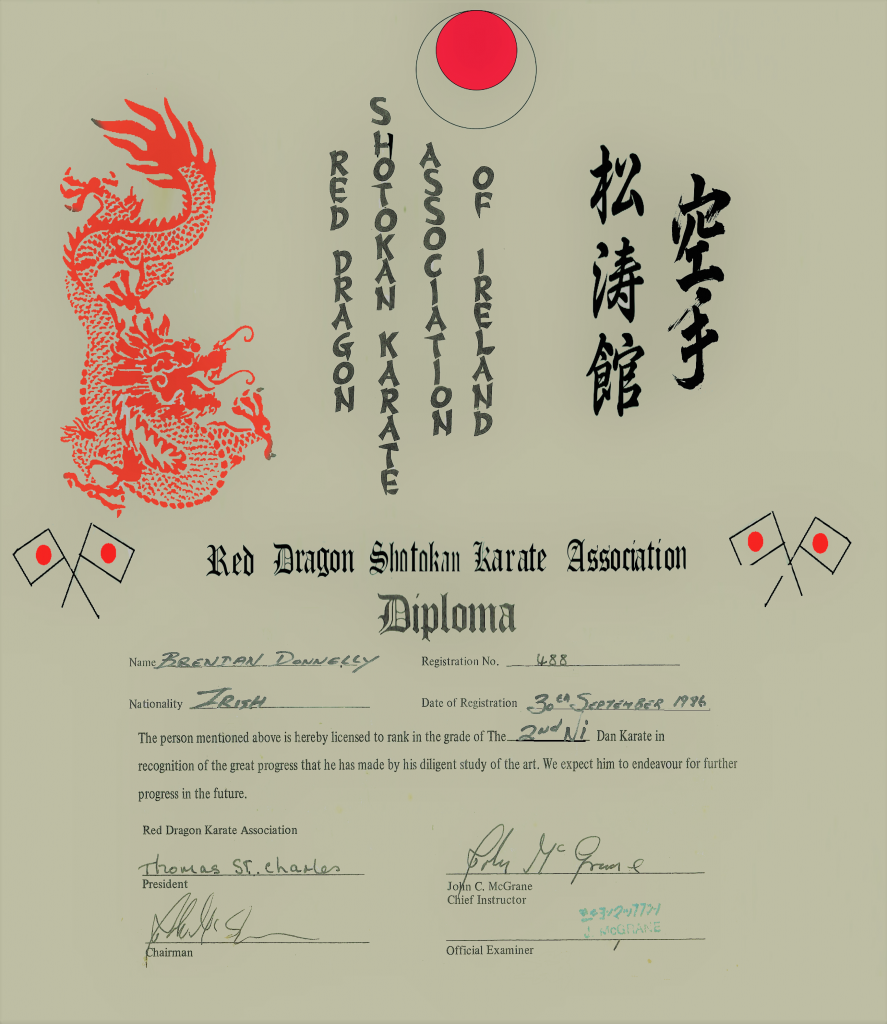 RED DRAGON
SHOTOKAN KARATE
ASSOCIATION
OF IRELAND
空手
松涛館
Red Dragon Shotokan Karate Association
Diploma
Name BRENTAN DONNELLY
Registration No. 488
Nationality IRISH
Date of Registration 30th SEPTEMBER 1996
The person mentioned above is hereby licensed to rank in the grade of The 2nd Ni Dan Karate in
recognition of the great progress that he has made by his diligent study of the art. We expect him to endeavour for further
progress in the future.
Red Dragon Karate Association
Thomas St. Charles
President
John Mc Grane
John C. McGrane
Chief Instructor
Chairman
J. McGRANE
Official Examiner